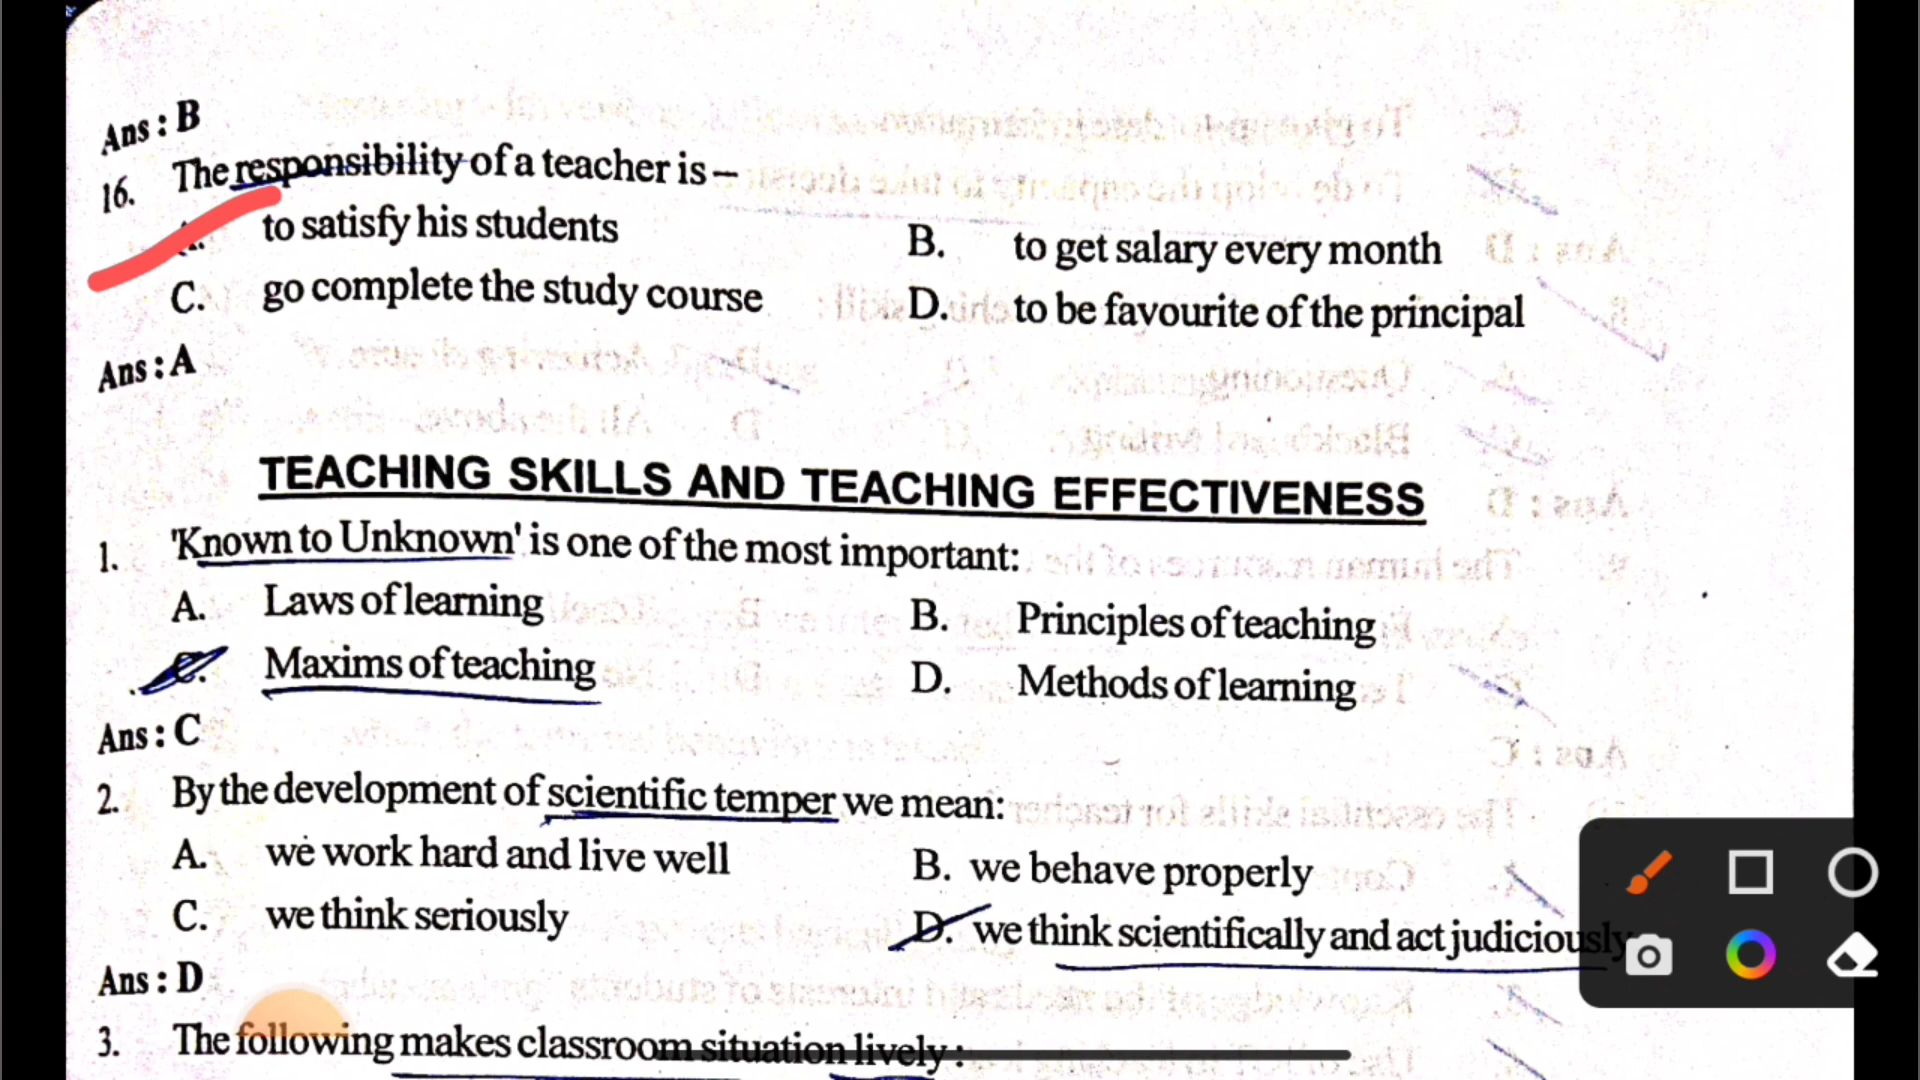 Ans : B
16. The responsibility of a teacher is –
to satisfy his students B. to get salary every month
C. go complete the study course D. to be favourite of the principal
Ans : A
TEACHING SKILLS AND TEACHING EFFECTIVENESS
1. 'Known to Unknown' is one of the most important:
A. Laws of learning B. Principles of teaching
C. Maxims of teaching D. Methods of learning
Ans : C
2. By the development of scientific temper we mean:
A. we work hard and live well B. we behave properly
C. we think seriously D. we think scientifically and act judiciously
Ans : D
3. The following makes classroom situation lively :